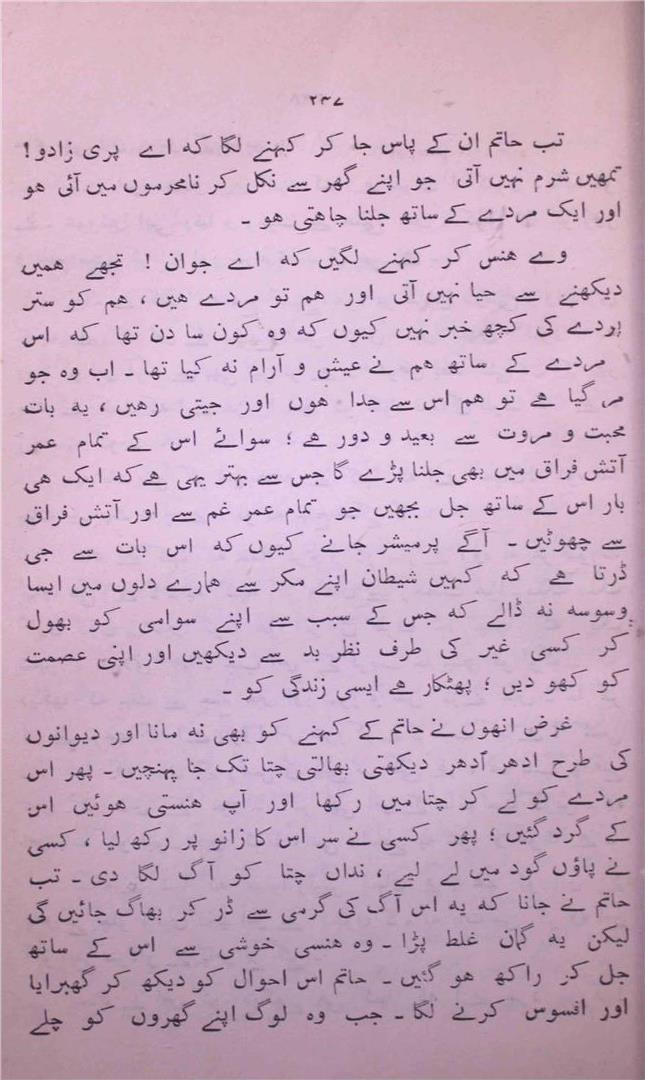 ۲۴۷
تب حاتم ان کے پاس جا کر کہنے لگا کہ اے پری زادو !
تمھیں شرم نہیں آتی جو اپنے گھر سے نکل کر نامحرموں میں آئی ہو
اور ایک مردے کے ساتھ جلنا چاہتی ہو ۔
وے ہنس کر کہنے لگیں کہ اے جوان ! تجھے ہمیں
دیکھنے سے حیا نہیں آتی اور ہم تو مردے ہیں ، ہم کو ستر
پردے کی کچھ خبر نہیں کیوں کہ وہ کون سا دن تھا کہ اس
مردے کے ساتھ ہم نے عیش و آرام نہ کیا تھا ۔ اب وہ جو
مر گیا ہے تو ہم اس سے جدا ہوں اور جیتی رہیں ، یہ بات
محبت و مروت سے بعید و دور ہے ؛ سوائے اس کے تمام عمر
آتش فراق میں بھی جلنا پڑے گا جس سے بہتر یہی ہے کہ ایک ہی
بار اس کے ساتھ جل بجھیں جو تمام عمر غم سے اور آتش فراق
سے چھوٹیں ۔ آگے پرمیشر جانے کیوں کہ اس بات سے جی
ڈرتا ہے کہ کہیں شیطان اپنے مکر سے ہمارے دلوں میں ایسا
وسوسہ نہ ڈالے کہ جس کے سبب سے اپنے سوامی کو بھول
کر کسی غیر کی طرف نظر بد سے دیکھیں اور اپنی عصمت
کو کھو دیں ؛ پھٹکار ہے ایسی زندگی کو ۔
غرض انھوں نے حاتم کے کہنے کو بھی نہ مانا اور دیوانوں
کی طرح ادھر اُدھر دیکھتی بھالتی چتا تک جا پہنچیں ۔ پھر اس
مردے کو لے کر چتا میں رکھا اور آپ ہنستی ہوئیں اس
کے گرد گئیں ؛ پھر کسی نے سر اس کا زانو پر رکھ لیا ، کسی
نے پاؤں گود میں لے لیے ، نداں چتا کو آگ لگا دی ۔ تب
حاتم نے جانا کہ یہ اس آگ کی گرمی سے ڈر کر بھاگ جائیں گی
لیکن یہ گمان غلط پڑا ۔ وہ ہنسی خوشی سے اس کے ساتھ
جل کر راکھ ہو گئیں ۔ حاتم اس احوال کو دیکھ کر گھبرایا
اور افسوس کرنے لگا ۔ جب وہ لوگ اپنے گھروں کو چلے